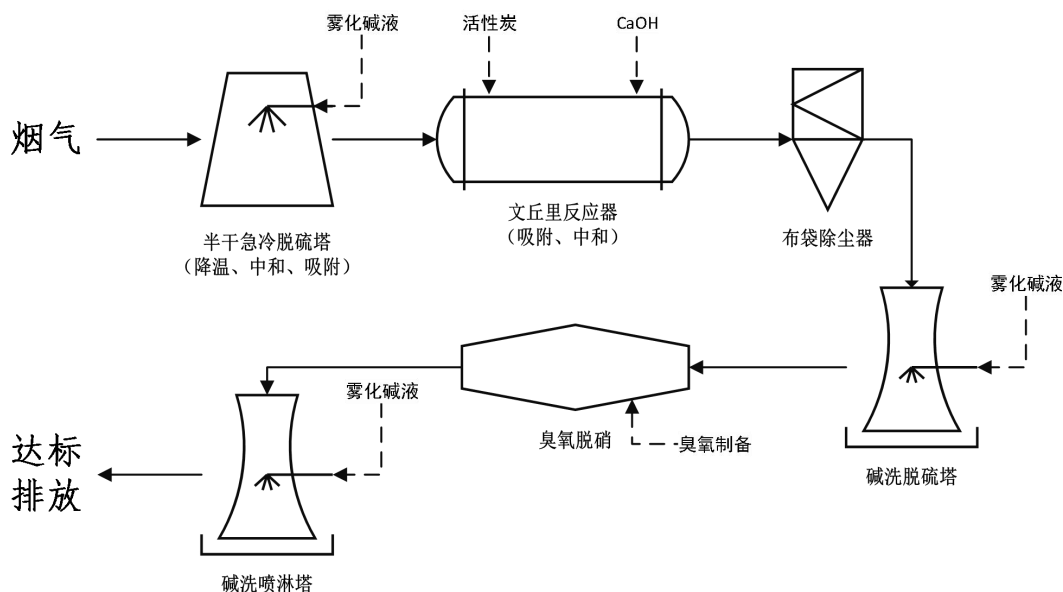 雾化碱液
活性炭
CaOH
烟气
半干急冷脱硫塔
（降温、中和、吸附）
文丘里反应器
（吸附、中和）
布袋除尘器
雾化碱液
雾化碱液
臭氧脱硝
臭氧制备
碱洗脱硫塔
达标
排放
碱洗喷淋塔